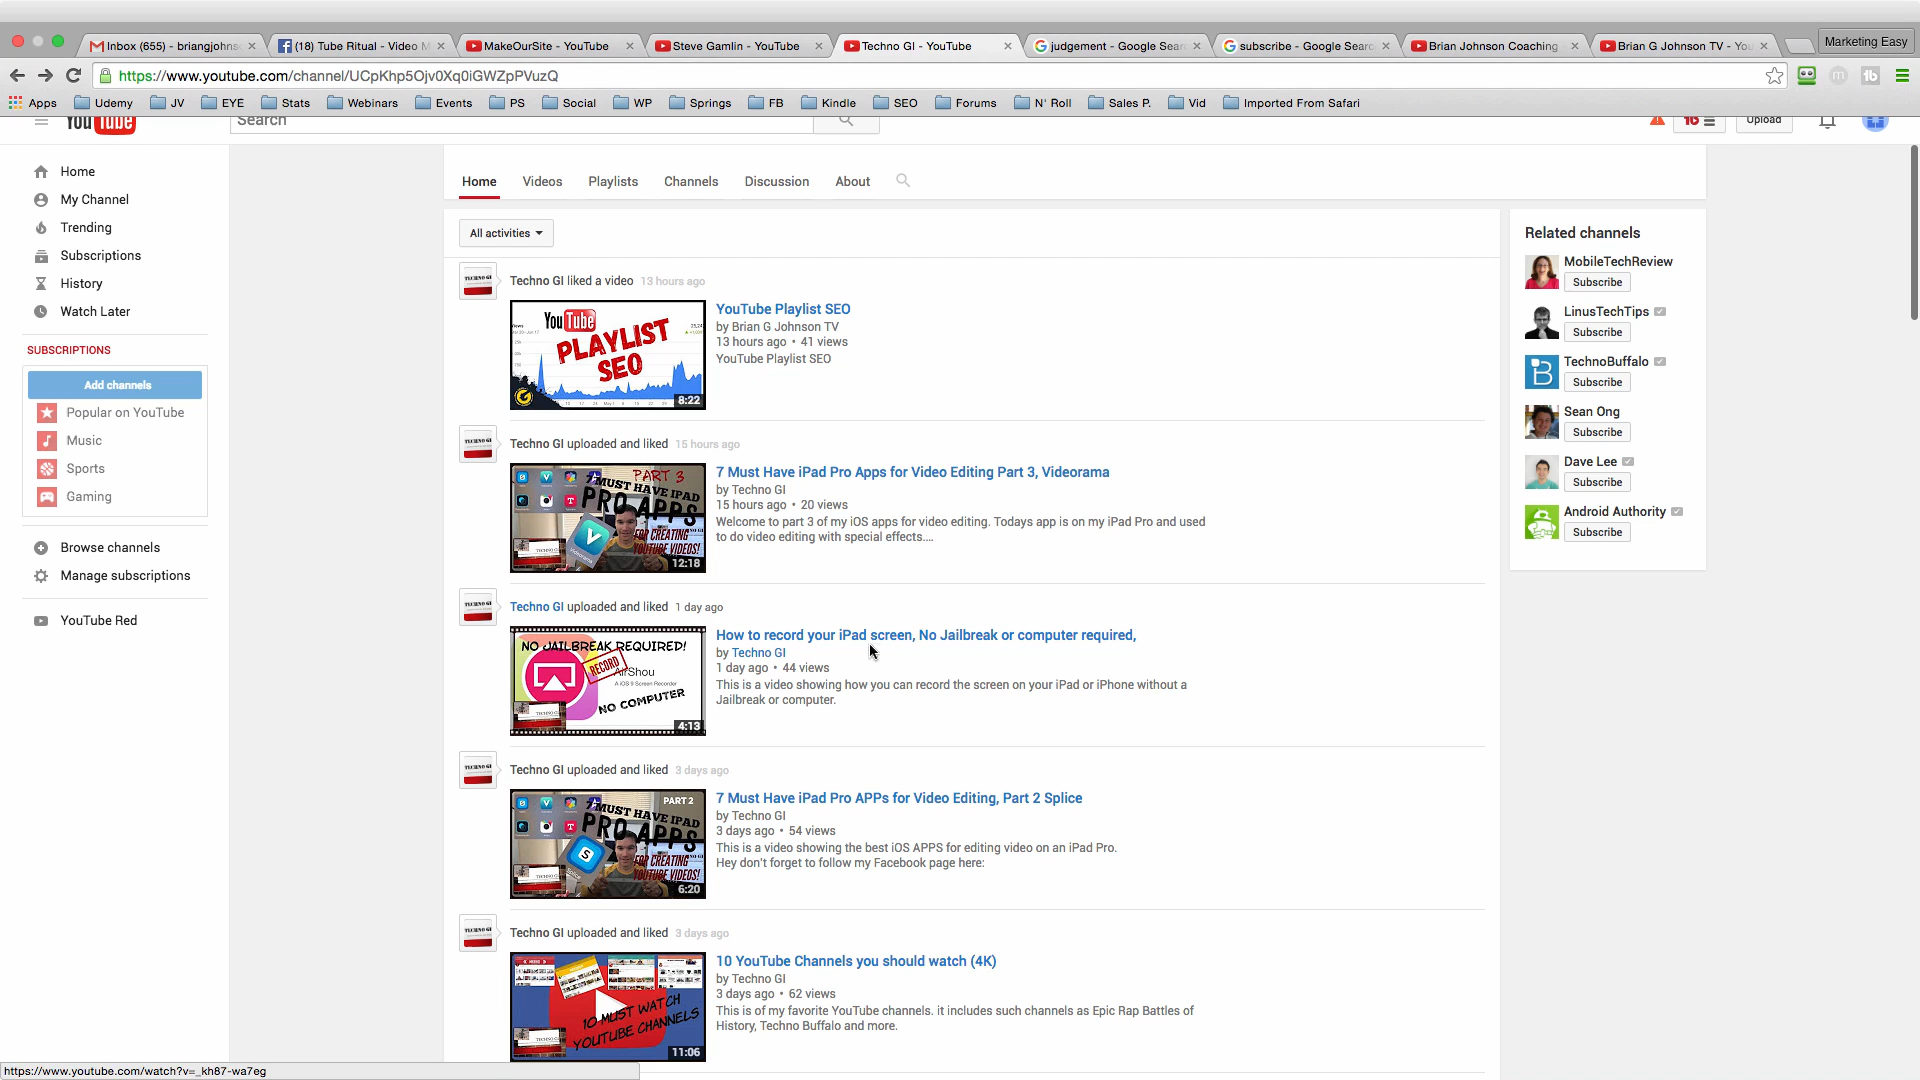 Inbox (655) - briangjohns
(18) Tube Ritual - Video M
MakeOurSite - YouTube
Steve Gamlin - YouTube
Techno GI - YouTube
judgement - Google Sear
subscribe - Google Searc
Brian Johnson Coaching
Brian G Johnson TV - You
Marketing Easy
https://www.youtube.com/channel/UCpKhp5Ojv0Xq0iGWZpPVuzQ
Apps
Udemy
JV
EYE
Stats
Webinars
Events
PS
Social
WP
Springs
FB
Kindle
SEO
Forums
N' Roll
Sales P.
Vid
Imported From Safari
YouTube
Search
Upload
Home
My Channel
Trending
Subscriptions
History
Watch Later
SUBSCRIPTIONS
Add channels
Popular on YouTube
Music
Sports
Gaming
Browse channels
Manage subscriptions
YouTube Red
Home
Videos
Playlists
Channels
Discussion
About
All activities
Techno GI liked a video 13 hours ago
YouTube
PLAYLIST
SEO
8:22
YouTube Playlist SEO
by Brian G Johnson TV
13 hours ago • 41 views
YouTube Playlist SEO
Techno GI uploaded and liked 15 hours ago
PART 3
7 MUST HAVE IPAD
PRO APPS
FOR CREATING
YOUTUBE VIDEOS!
12:18
7 Must Have iPad Pro Apps for Video Editing Part 3, Videorama
by Techno GI
15 hours ago • 20 views
Welcome to part 3 of my iOS apps for video editing. Todays app is on my iPad Pro and used
to do video editing with special effects....
Techno GI uploaded and liked 1 day ago
NO JAILBREAK REQUIRED!
RECORD
AirShou
A iOS 9 Screen Recorder
NO COMPUTER
4:13
How to record your iPad screen, No Jailbreak or computer required,
by Techno GI
1 day ago • 44 views
This is a video showing how you can record the screen on your iPad or iPhone without a
Jailbreak or computer.
Techno GI uploaded and liked 3 days ago
PART 2
7 MUST HAVE IPAD
PRO APPS
FOR CREATING
YOUTUBE VIDEOS!
6:20
7 Must Have iPad Pro APPs for Video Editing, Part 2 Splice
by Techno GI
3 days ago • 54 views
This is a video showing the best iOS APPS for editing video on an iPad Pro.
Hey don't forget to follow my Facebook page here:
Techno GI uploaded and liked 3 days ago
10 MUST WATCH
YOUTUBE CHANNELS
11:06
10 YouTube Channels you should watch (4K)
by Techno GI
3 days ago • 62 views
This is of my favorite YouTube channels. it includes such channels as Epic Rap Battles of
History, Techno Buffalo and more.
Related channels
MobileTechReview
Subscribe
LinusTechTips
Subscribe
TechnoBuffalo
Subscribe
Sean Ong
Subscribe
Dave Lee
Subscribe
Android Authority
Subscribe
https://www.youtube.com/watch?v=_kh87-wa7eg